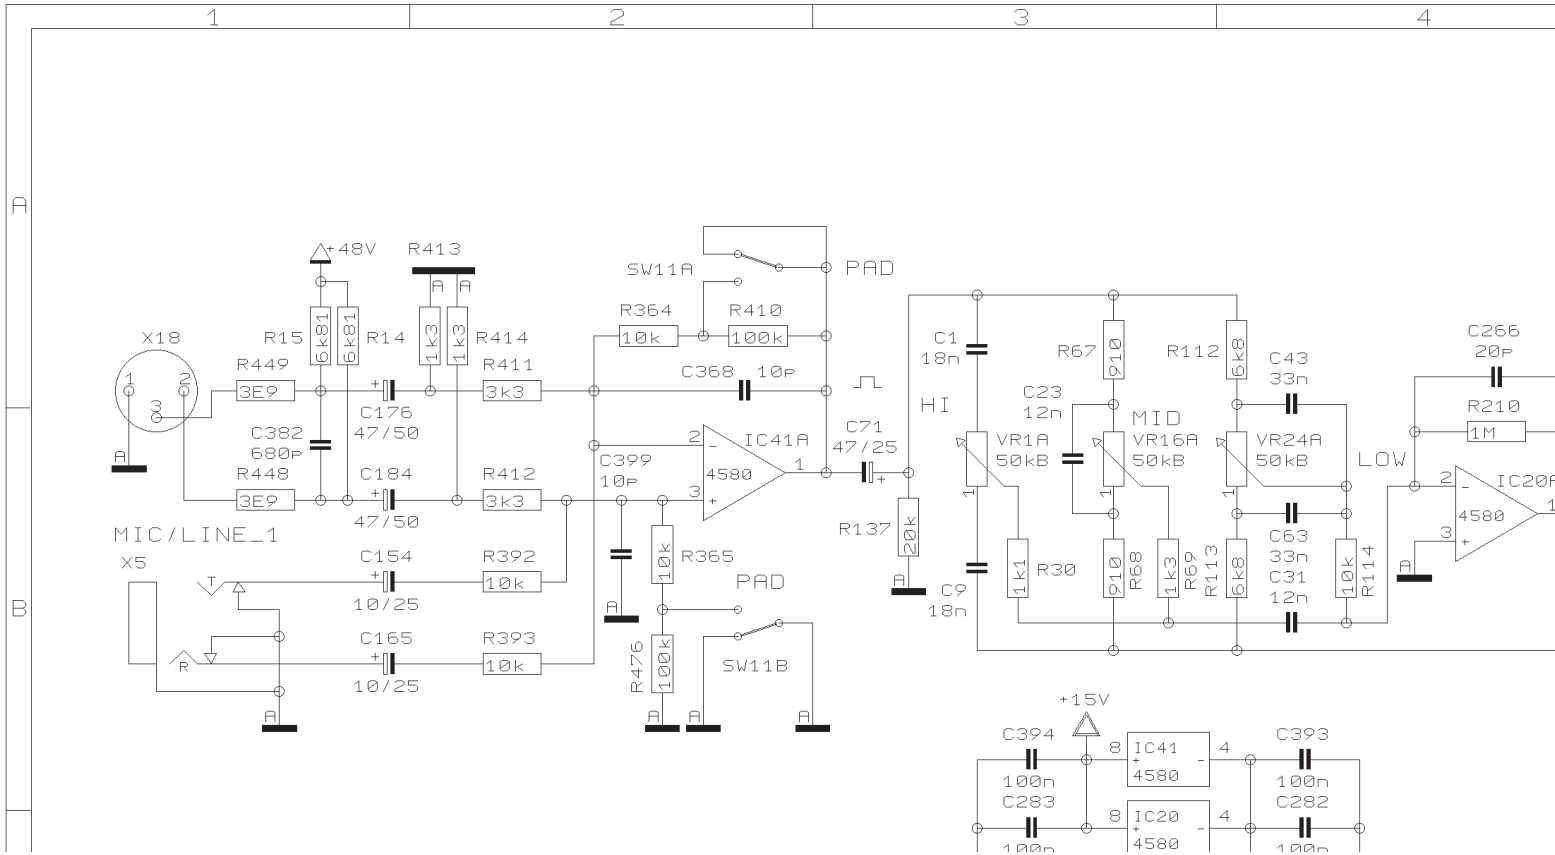 1 2 3 4
A
+48V R413
A A
SW11A PAD
R364 R410
10k 100k
X18
R15 6k81 6k81 R14 1k3 1k3 R414
R449 R411
1 2
3
3E9 3k3
C368 10p
C176
47/50
C382
680p
A
R448 C184 R412
3E9 3k3
47/50
C399
10p
2
-
IC41A
4580
1
3
+
C71
47/25
+
R137 20k
A
MIC/LINE_1
X5
T
R
C154 R392
+
10k
10/25
C165 R393
+
10k
10/25
A
10k R365
A
PAD
R476 100k
SW11B
A A A
C1
18n
HI
R67 910
R112 6k8
C43
33n
C23
12n
MID
VR1A
50kB
1
VR16A
50kB
1
VR24A
50kB
1
LOW
C9
18n
1k1 R30
910 R68
1k3 R69
R113 6k8
C63
33n
C31
12n
10k R114
C266
20p
R210
1M
2
-
IC20A
4580
1
3
+
A
B
+15V
C394 8 IC41 4 C393
+ -
100n 4580 100n
C283 8 IC20 4 C282
+ -
100n 4580 100n